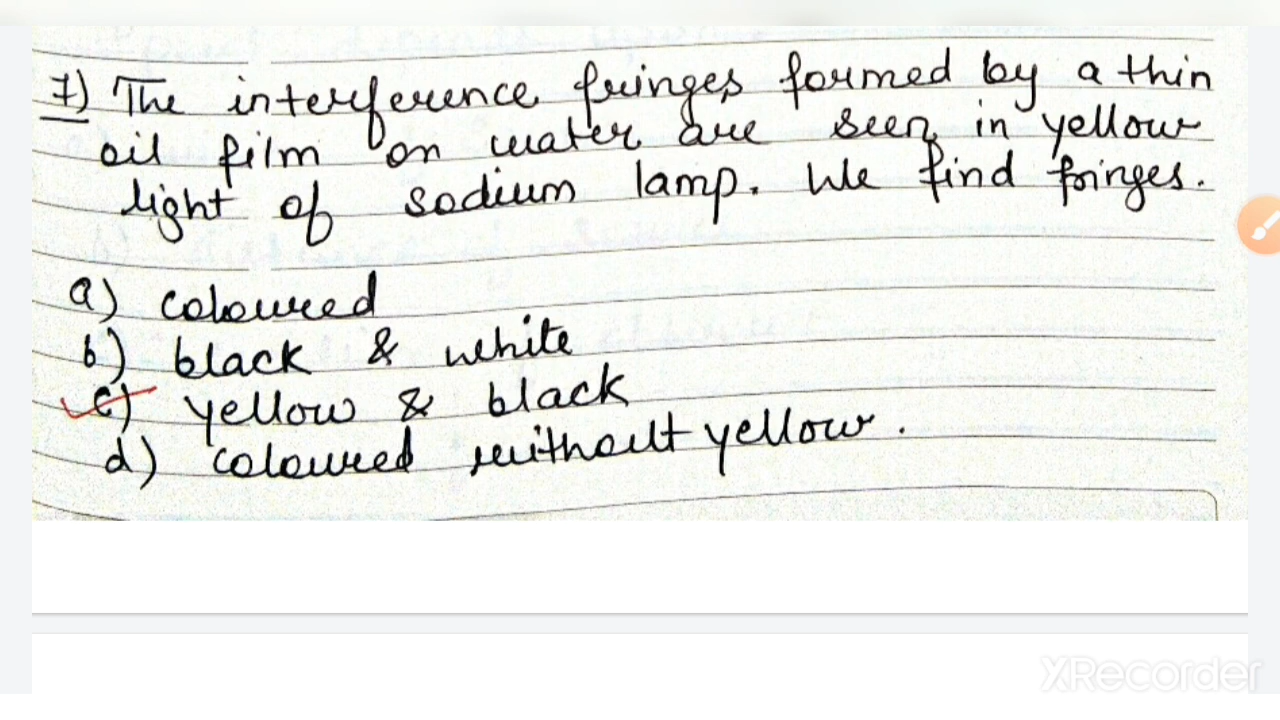 7) The interference fringes formed by a thin
oil film on water are seen in yellow
light of sodium lamp. We find fringes.
a) coloured
b) black & white
c) yellow & black
d) coloured without yellow.
XRecorder